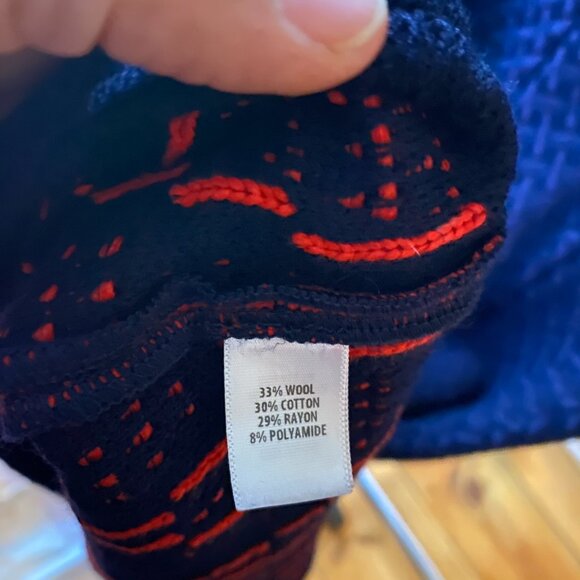 33% WOOL
30% COTTON
29% RAYON
8% POLYAMIDE